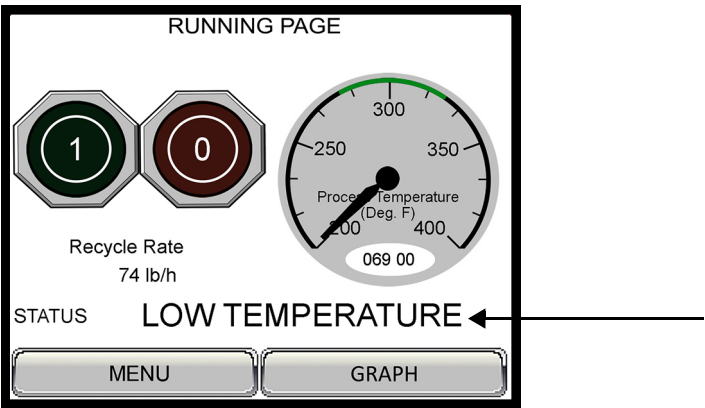 RUNNING PAGE
1
0
300
250
350
Process Temperature
(Deg. F)
200
400
069 00
Recycle Rate
74 lb/h
STATUS
LOW TEMPERATURE
MENU
GRAPH